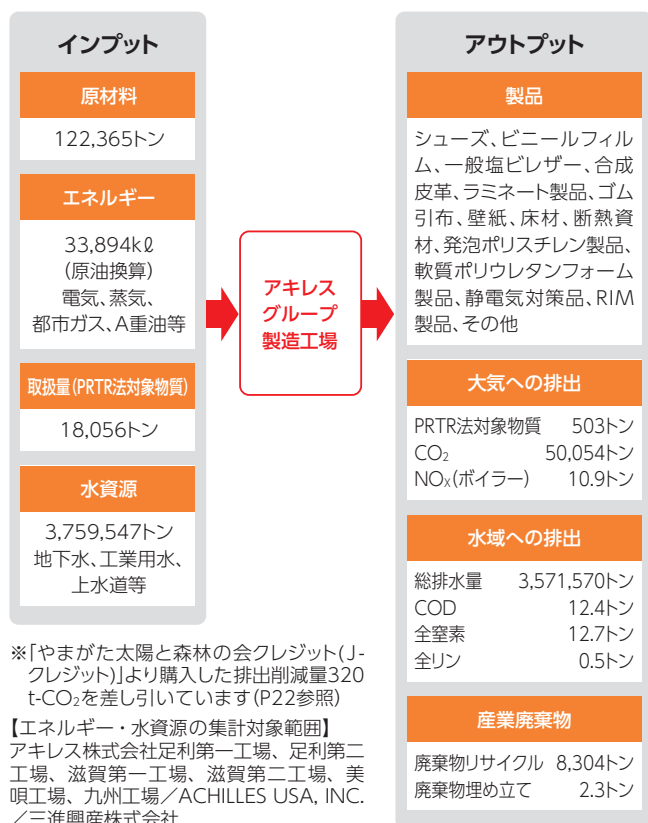 インプット
原材料
122,365トン
エネルギー
33,894kℓ
(原油換算)
電気、蒸気、
都市ガス、A重油等
取扱量(PRTR法対象物質)
18,056トン
水資源
3,759,547トン
地下水、工業用水、
上水道等
アキレス
グループ
製造工場
アウトプット
製品
シューズ、ビニールフィル
ム、一般塩ビレザー、合成
皮革、ラミネート製品、ゴム
引布、壁紙、床材、断熱資
材、発泡ポリスチレン製品、
軟質ポリウレタンフォーム
製品、静電気対策品、RIM
製品、その他
大気への排出
PRTR法対象物質 503トン
CO₂ 50,054トン
NOx(ボイラー) 10.9トン
水域への排出
総排水量 3,571,570トン
COD 12.4トン
全窒素 12.7トン
全リン 0.5トン
産業廃棄物
廃棄物リサイクル 8,304トン
廃棄物埋め立て 2.3トン
※「やまがた太陽と森林の会クレジット(J-
クレジット)」より購入した排出削減量320
t-CO₂を差し引いています(P22参照)
【エネルギー・水資源の集計対象範囲】
アキレス株式会社足利第一工場、足利第二
工場、滋賀第一工場、滋賀第二工場、美
唄工場、九州工場/ACHILLES USA, INC.
/三進興産株式会社